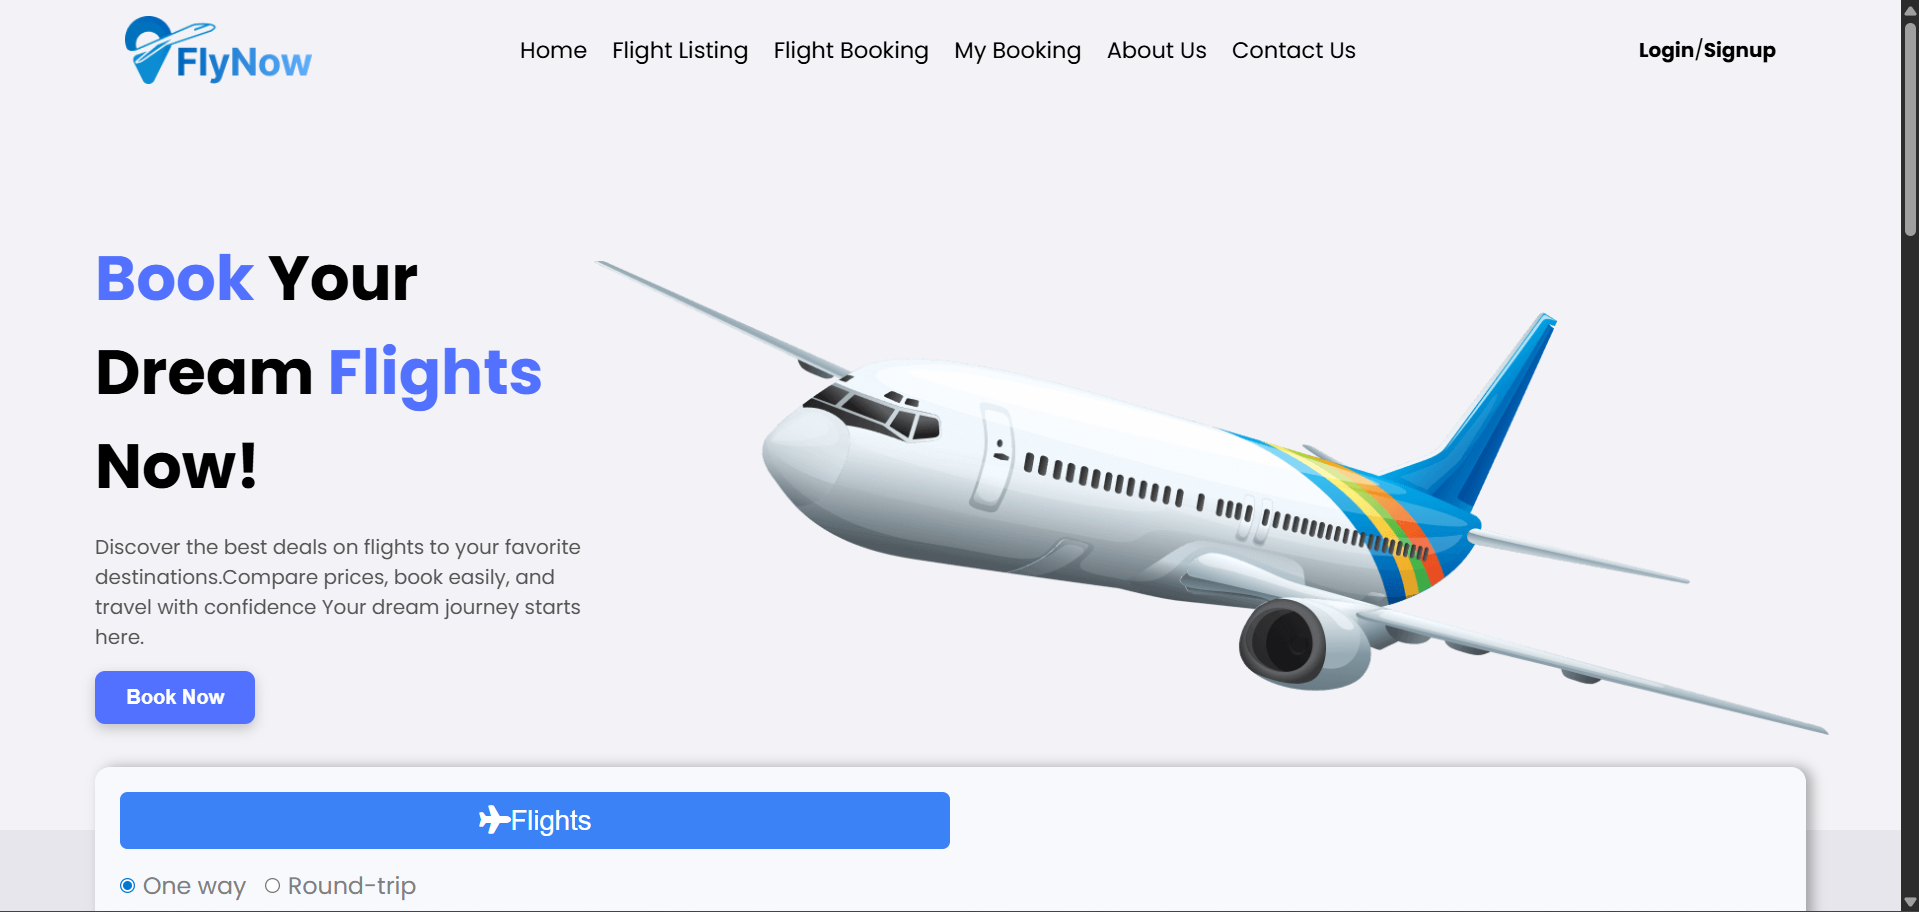 FlyNow
Home Flight Listing Flight Booking My Booking About Us Contact Us
Login/Signup
Book Your
Dream Flights
Now!
Discover the best deals on flights to your favorite
destinations.Compare prices, book easily, and
travel with confidence Your dream journey starts
here.
Book Now
Flights
One way Round-trip